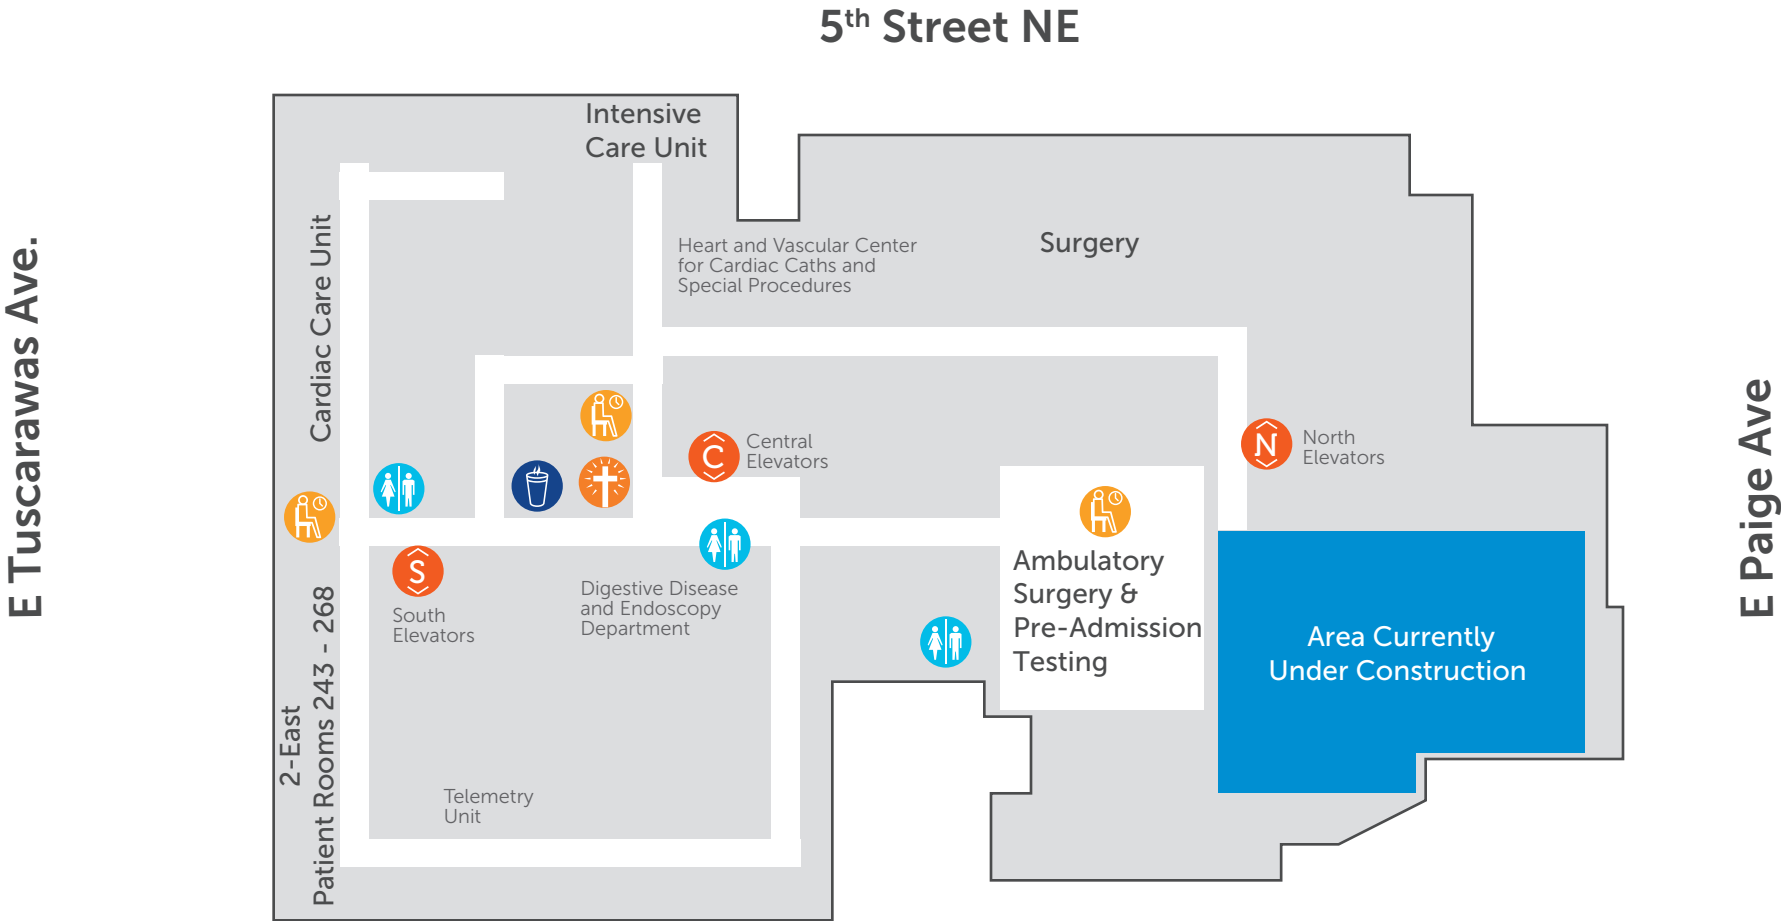 5th Street NE
E Tuscarawas Ave.
E Paige Ave
Intensive
Care Unit
Cardiac Care Unit
Heart and Vascular Center
for Cardiac Caths and
Special Procedures
Surgery
C
Central
Elevators
N
North
Elevators
S
South
Elevators
Digestive Disease
and Endoscopy
Department
Ambulatory
Surgery &
Pre-Admission
Testing
Area Currently
Under Construction
2-East
Patient Rooms 243 - 268
Telemetry
Unit